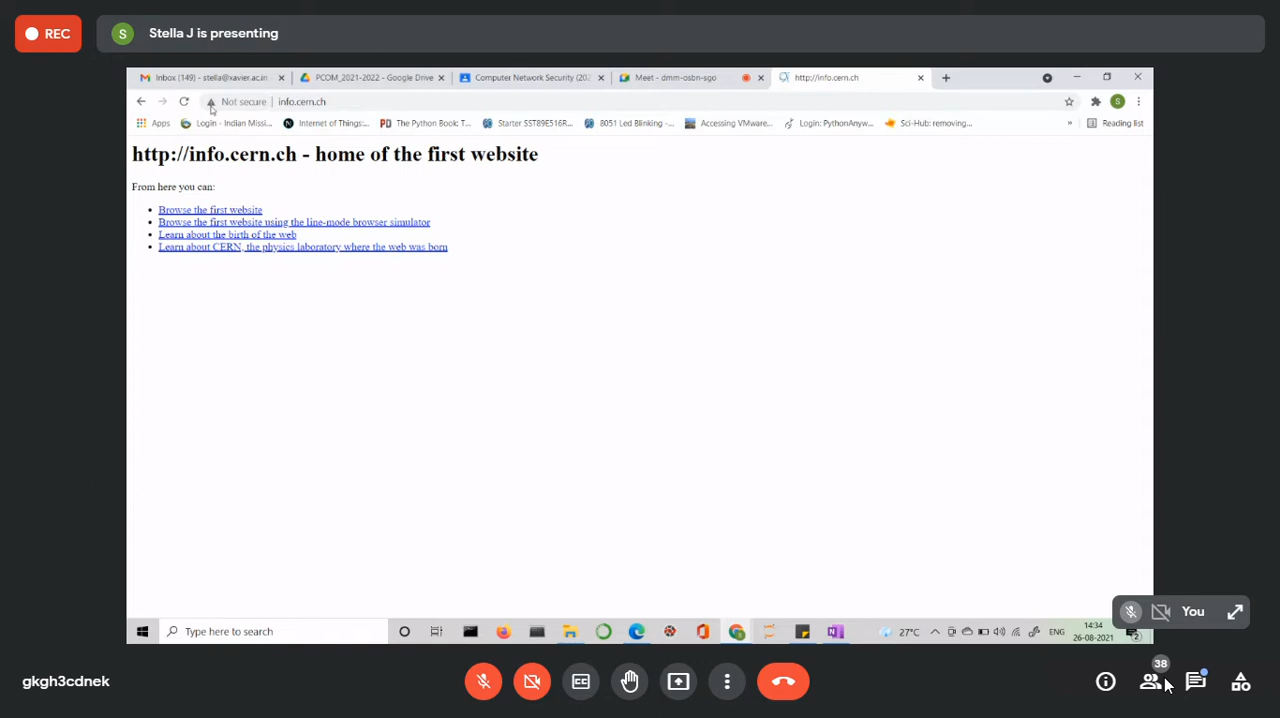 REC
S
Stella J is presenting
Inbox (149) - stella@xavier.ac.in
PCOM_2021-2022 - Google Drive
Computer Network Security (202
Meet - dmm-osbn-sgo
http://info.cern.ch
Not secure
info.cern.ch
S
Apps
Login - Indian Missi...
Internet of Things:...
PD
The Python Book: T...
Starter SST89E516R...
8051 Led Blinking -...
Accessing VMware...
Login: PythonAnyw...
Sci-Hub: removing...
»
Reading list
http://info.cern.ch - home of the first website
From here you can:
Browse the first website
Browse the first website using the line-mode browser simulator
Learn about the birth of the web
Learn about CERN, the physics laboratory where the web was born
You
Type here to search
27°C
ENG
14:34
26-08-2021
2
38
gkgh3cdnek
CC